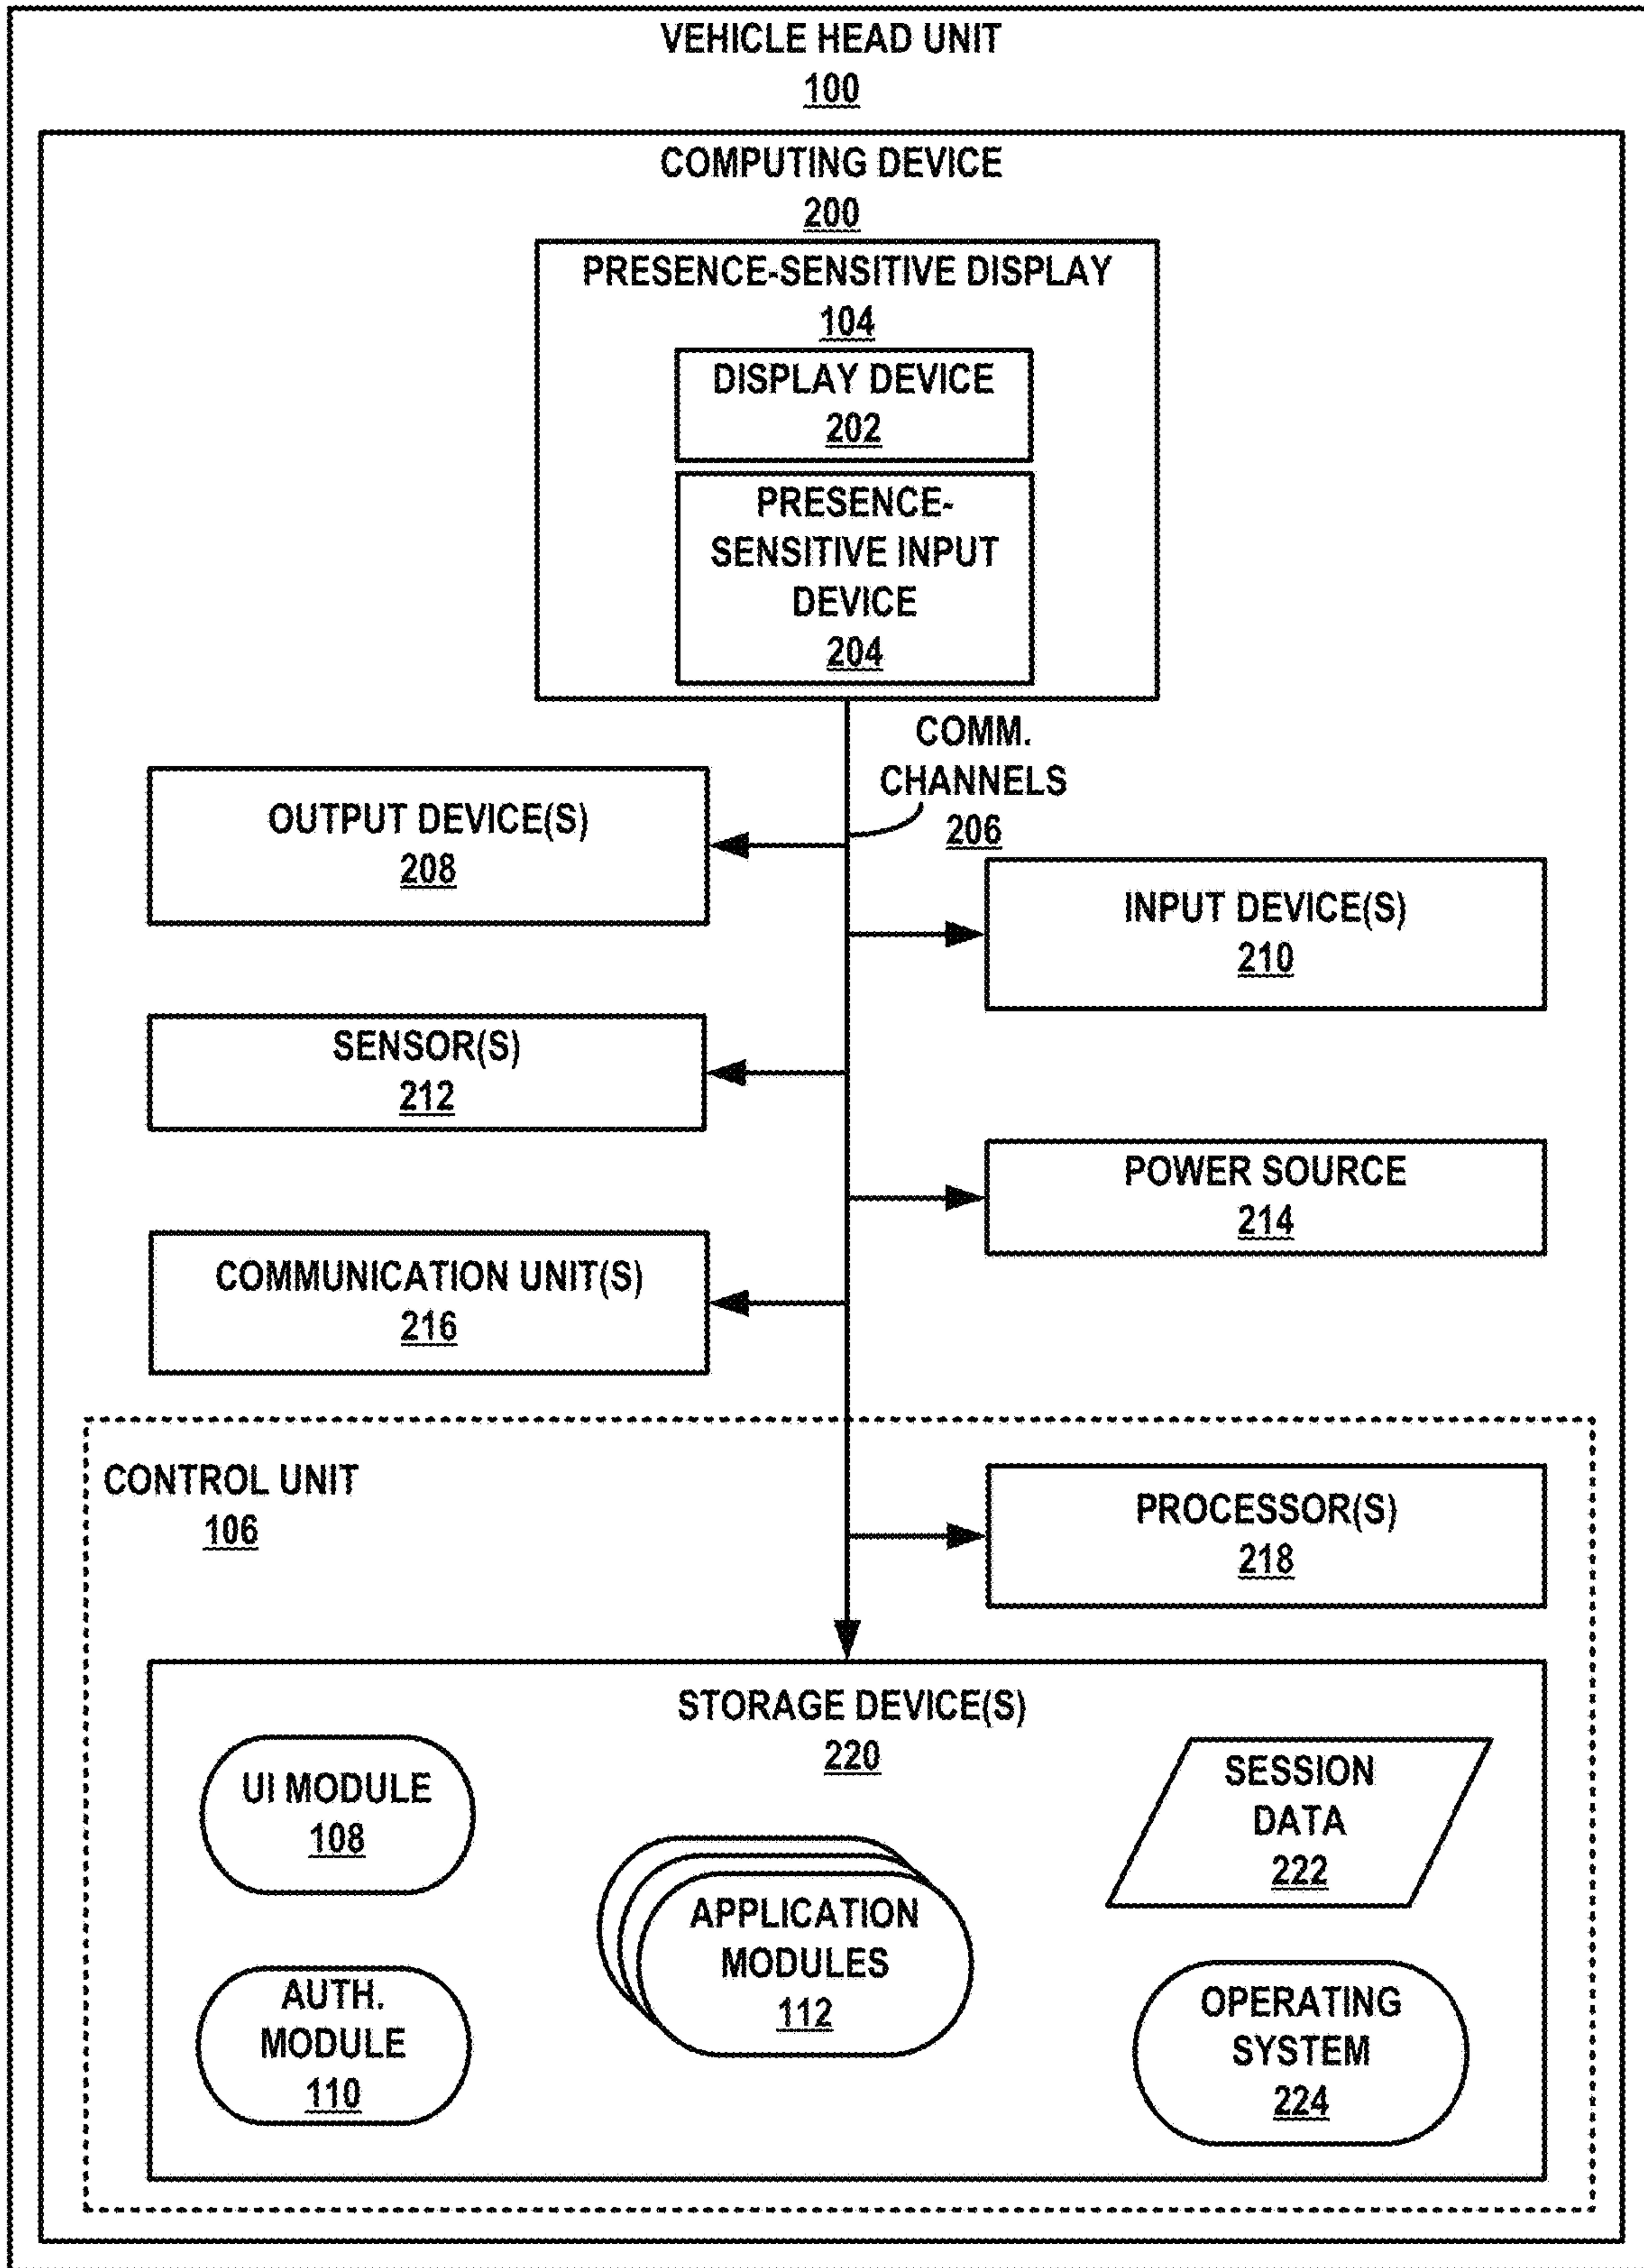 VEHICLE HEAD UNIT
100
COMPUTING DEVICE
200
PRESENCE-SENSITIVE DISPLAY
104
DISPLAY DEVICE
202
PRESENCE-
SENSITIVE INPUT
DEVICE
204
COMM.
CHANNELS
206
OUTPUT DEVICE(S)
208
INPUT DEVICE(S)
210
SENSOR(S)
212
POWER SOURCE
214
COMMUNICATION UNIT(S)
216
CONTROL UNIT
106
PROCESSOR(S)
218
STORAGE DEVICE(S)
220
UI MODULE
108
SESSION
DATA
222
APPLICATION
MODULES
112
AUTH.
MODULE
110
OPERATING
SYSTEM
224